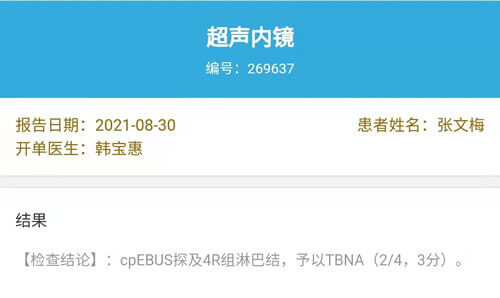 超声内镜
编号：269637
报告日期：2021-08-30 患者姓名：张文梅
开单医生：韩宝惠
结果
【检查结论】：cpEBUS探及4R组淋巴结，予以TBNA（2/4，3分）。